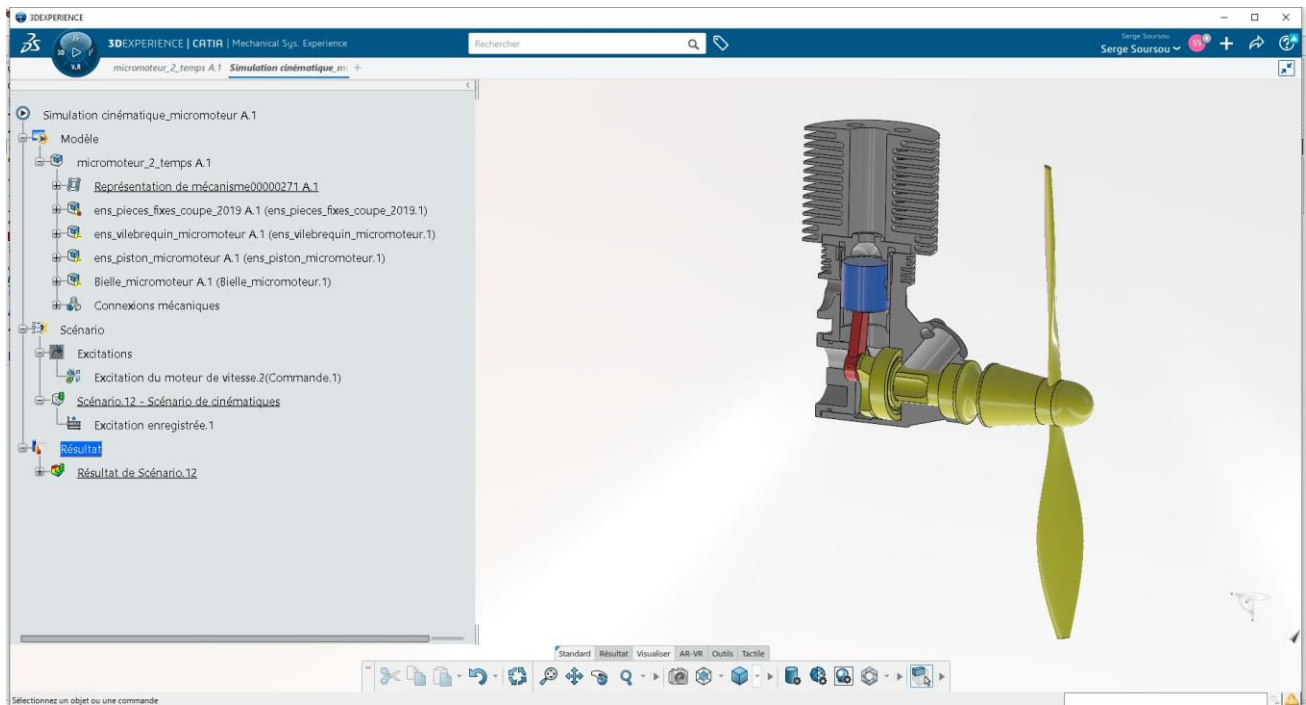 3DEXPERIENCE
3DEXPERIENCE | CATIA | Mechanical Sys. Experience
Rechercher
Serge Soursou
Serge Soursou
SS
3D
V.R
micromoteur_2_temps A.1
Simulation cinématique_mi
Simulation cinématique_micromoteur A.1
Modèle
micromoteur_2_temps A.1
Représentation de mécanisme00000271 A.1
ens_pieces_fixes_coupe_2019 A.1 (ens_pieces_fixes_coupe_2019.1)
ens_vilebrequin_micromoteur A.1 (ens_vilebrequin_micromoteur.1)
ens_piston_micromoteur A.1 (ens_piston_micromoteur.1)
Bielle_micromoteur A.1 (Bielle_micromoteur.1)
Connexions mécaniques
Scénario
Excitations
Excitation du moteur de vitesse.2(Commande.1)
Scénario.12 - Scénario de cinématiques
Excitation enregistrée.1
Résultat
Résultat de Scénario.12
Standard Résultat Visualiser AR-VR Outils Tactile
Sélectionnez un objet ou une commande